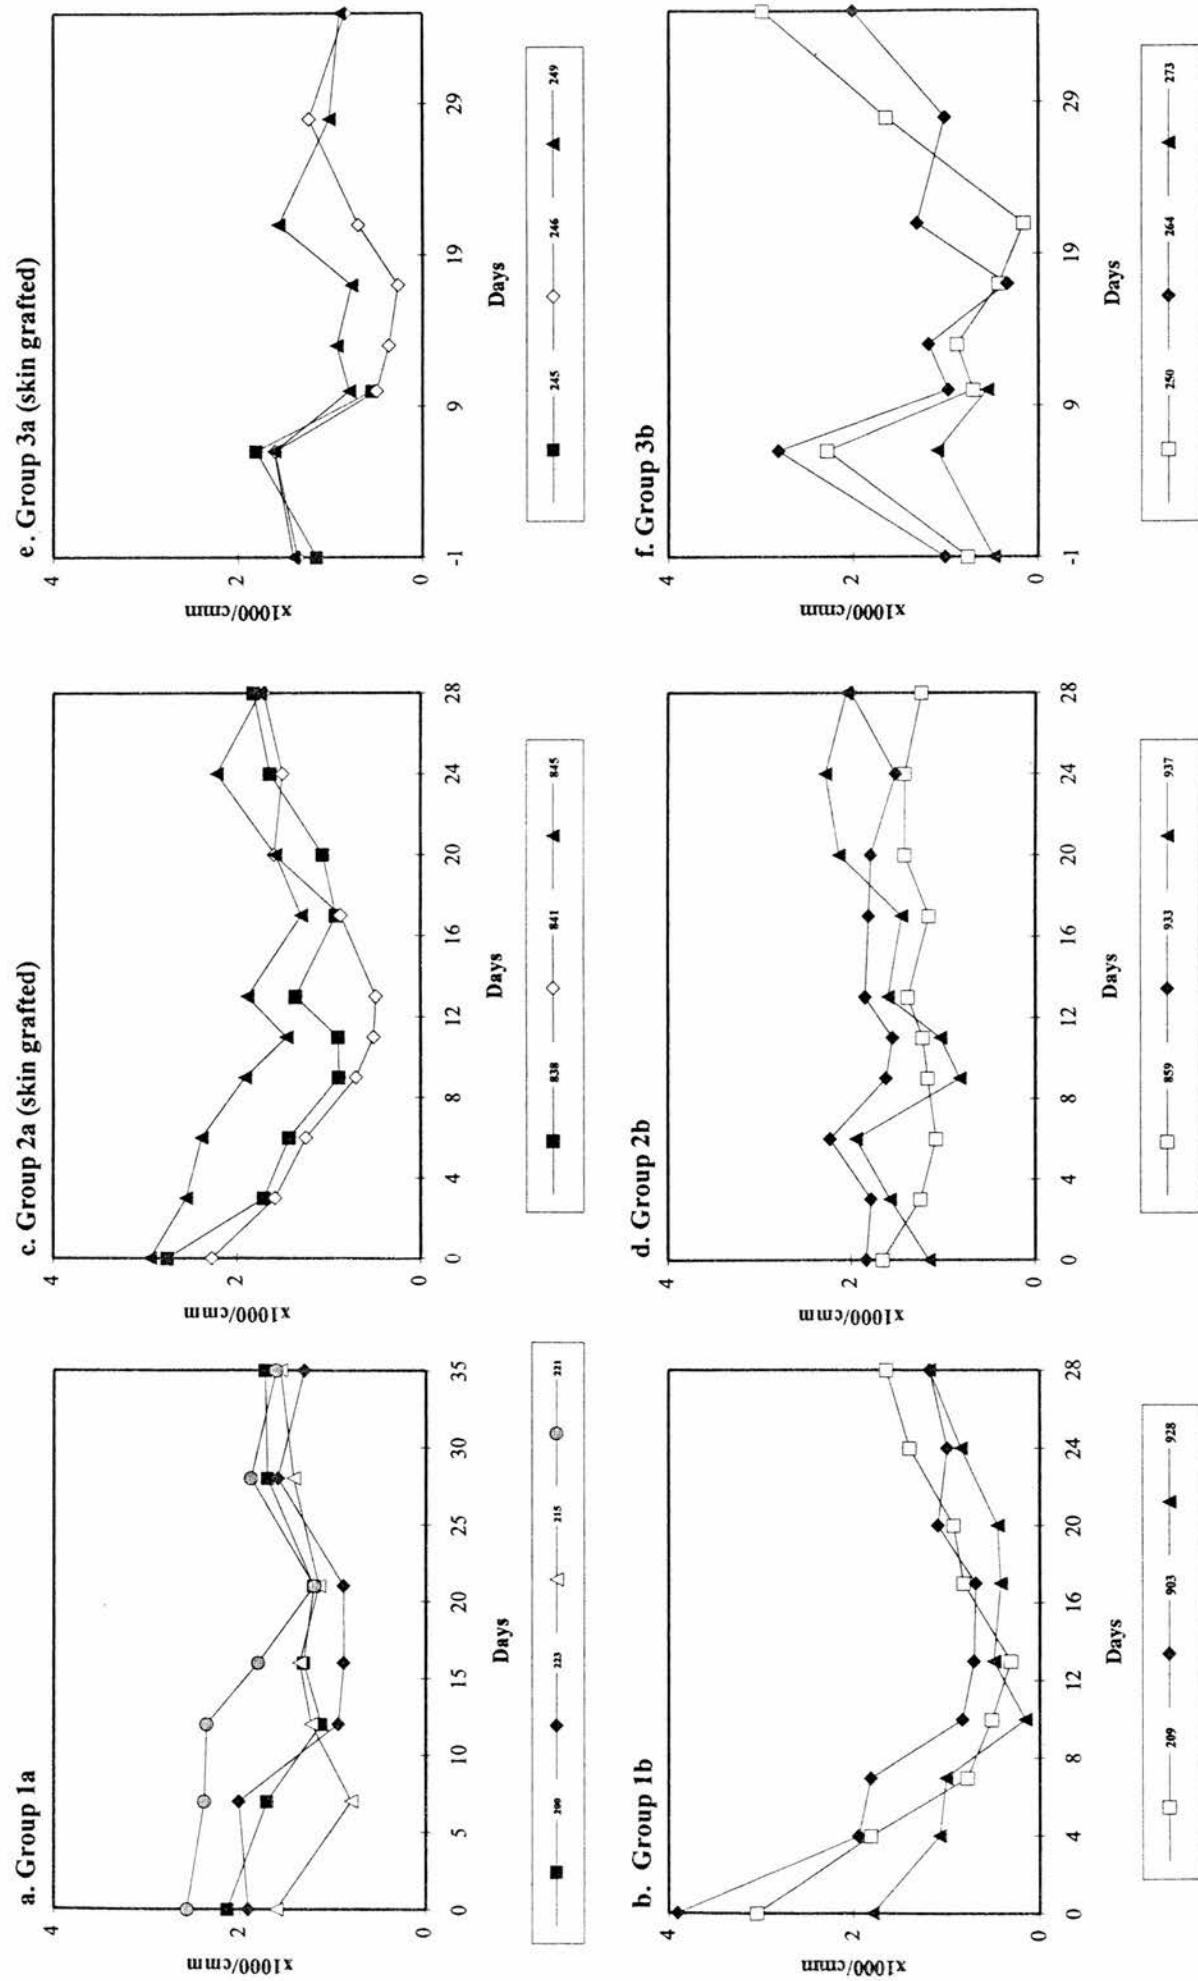 a. Group 1a
x1000/cmm
4
2
0
0 5 10 15 20 25 30 35
Days
200 223 215 221
c. Group 2a (skin grafted)
x1000/cmm
4
2
0
0 4 8 12 16 20 24 28
Days
838 841 845
e. Group 3a (skin grafted)
x1000/cmm
4
2
0
-1 9 19 29
Days
245 246 249
b. Group 1b
x1000/cmm
4
2
0
0 4 8 12 16 20 24 28
Days
209 903 928
d. Group 2b
x1000/cmm
4
2
0
0 4 8 12 16 20 24 28
Days
859 933 937
f. Group 3b
x1000/cmm
4
2
0
-1 9 19 29
Days
250 264 273